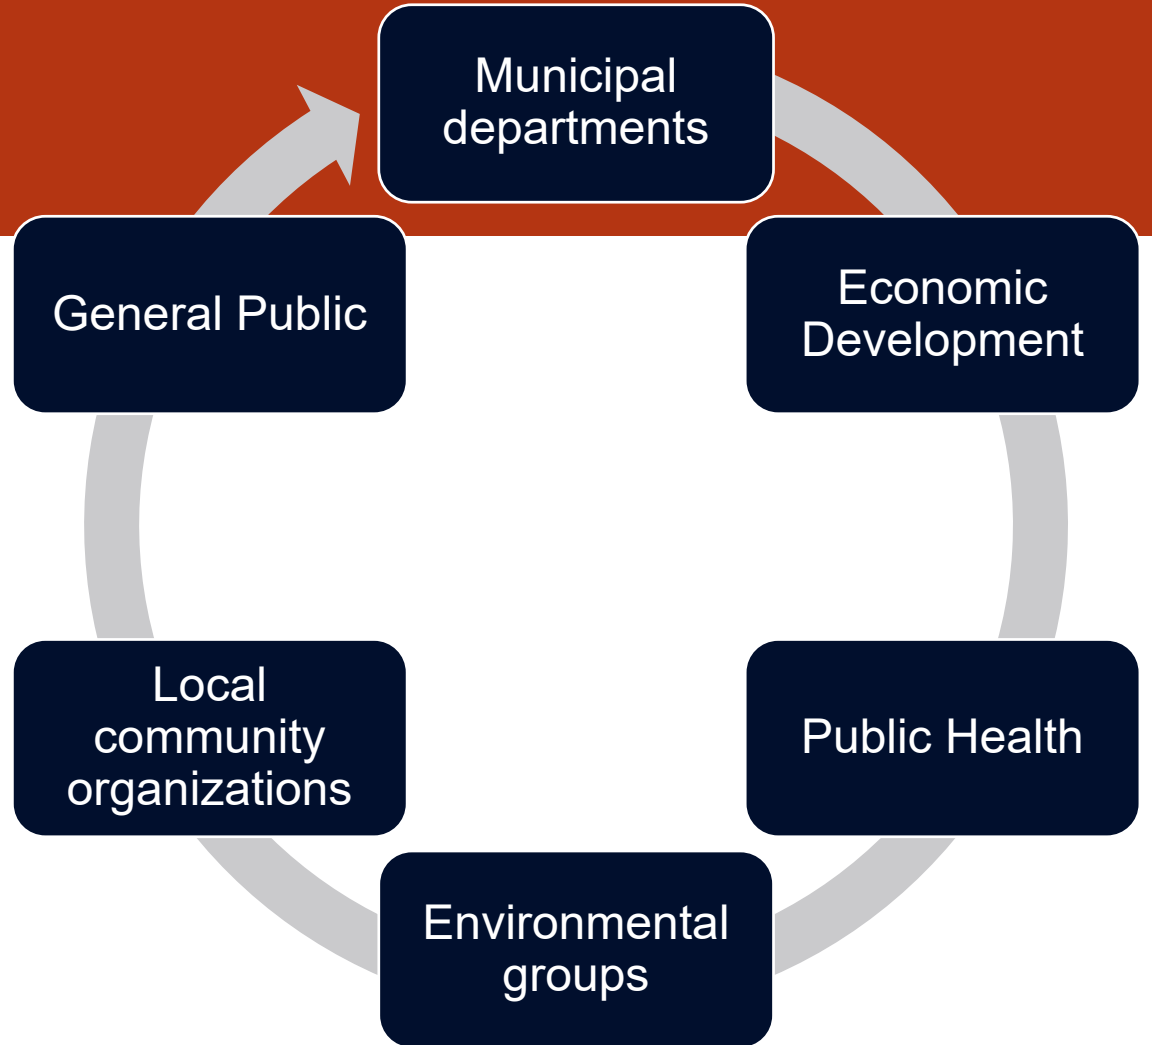 Municipal
departments
Economic
Development
Public Health
Environmental
groups
Local
community
organizations
General Public